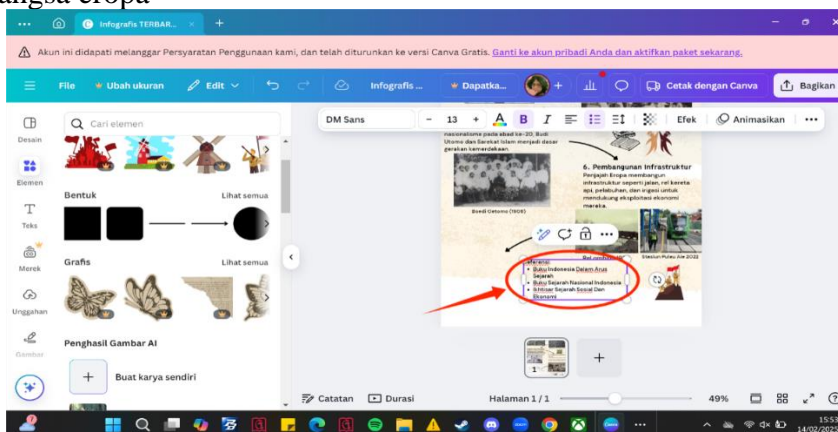 angsa eropa
Infografis TERBAR...
Akun ini didapati melanggar Persyaratan Penggunaan kami, dan telah diturunkan ke versi Canva Gratis. Ganti ke akun pribadi Anda dan aktifkan paket sekarang.
File Ubah ukuran Edit Infografis ... Dapatka... Cetak dengan Canva Bagikan
Cari elemen
DM Sans - 13 + A B I Efek Animasikan
Desain
Elemen
Teks
Merek
Unggahan
Gambar
Bentuk Lihat semua
Grafis Lihat semua
Penghasil Gambar AI
Buat karya sendiri
nasionalisme pada abad ke-20, Budi
Utomo dan Sarekat Islam menjadi dasar
gerakan kemerdekaan.
Boedi Oetomo (1908)
6. Pembangunan Infrastruktur
Penjajah Eropa membangun
infrastruktur seperti jalan, rel kereta
api, pelabuhan, dan irigasi untuk
mendukung eksploitasi ekonomi
mereka.
Stasiun Pulau Aie 2022
Referensi:
Buku Indonesia Dalam Arus
Sejarah
Buku Sejarah Nasional Indonesia
Ikhtisar Sejarah Sosial Dan
Ekonomi
1
Catatan Durasi Halaman 1 / 1 49%
15:53